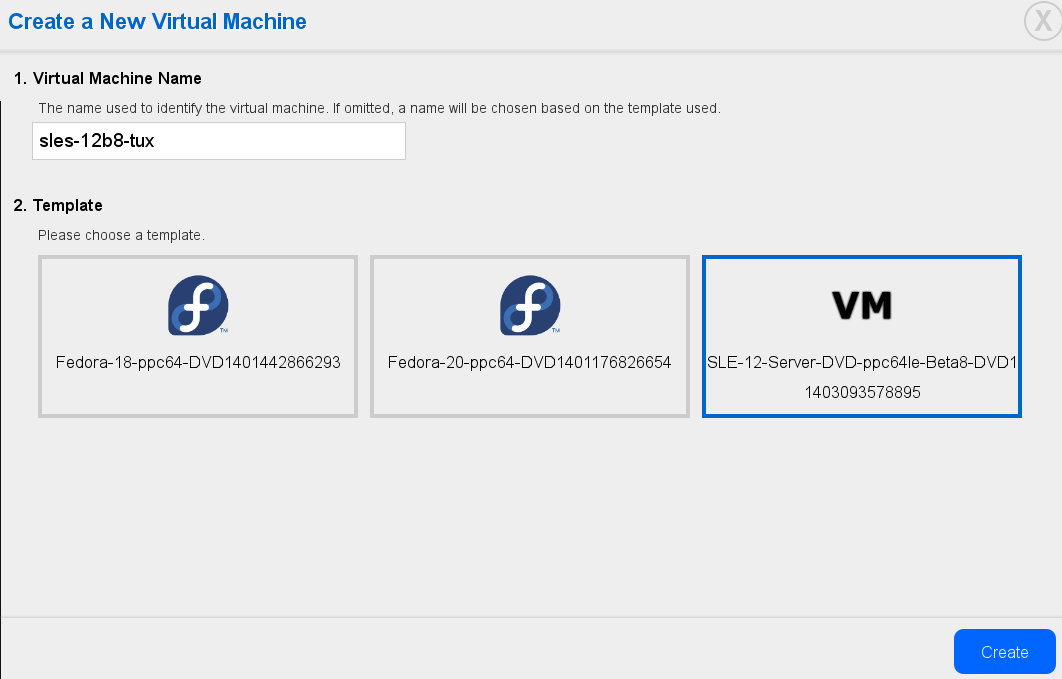 Create a New Virtual Machine
X
1. Virtual Machine Name
The name used to identify the virtual machine. If omitted, a name will be chosen based on the template used.
sles-12b8-tux
2. Template
Please choose a template.
f TM
Fedora-18-ppc64-DVD1401442866293
f TM
Fedora-20-ppc64-DVD1401176826654
VM
SLE-12-Server-DVD-ppc64le-Beta8-DVD1
1403093578895
Create